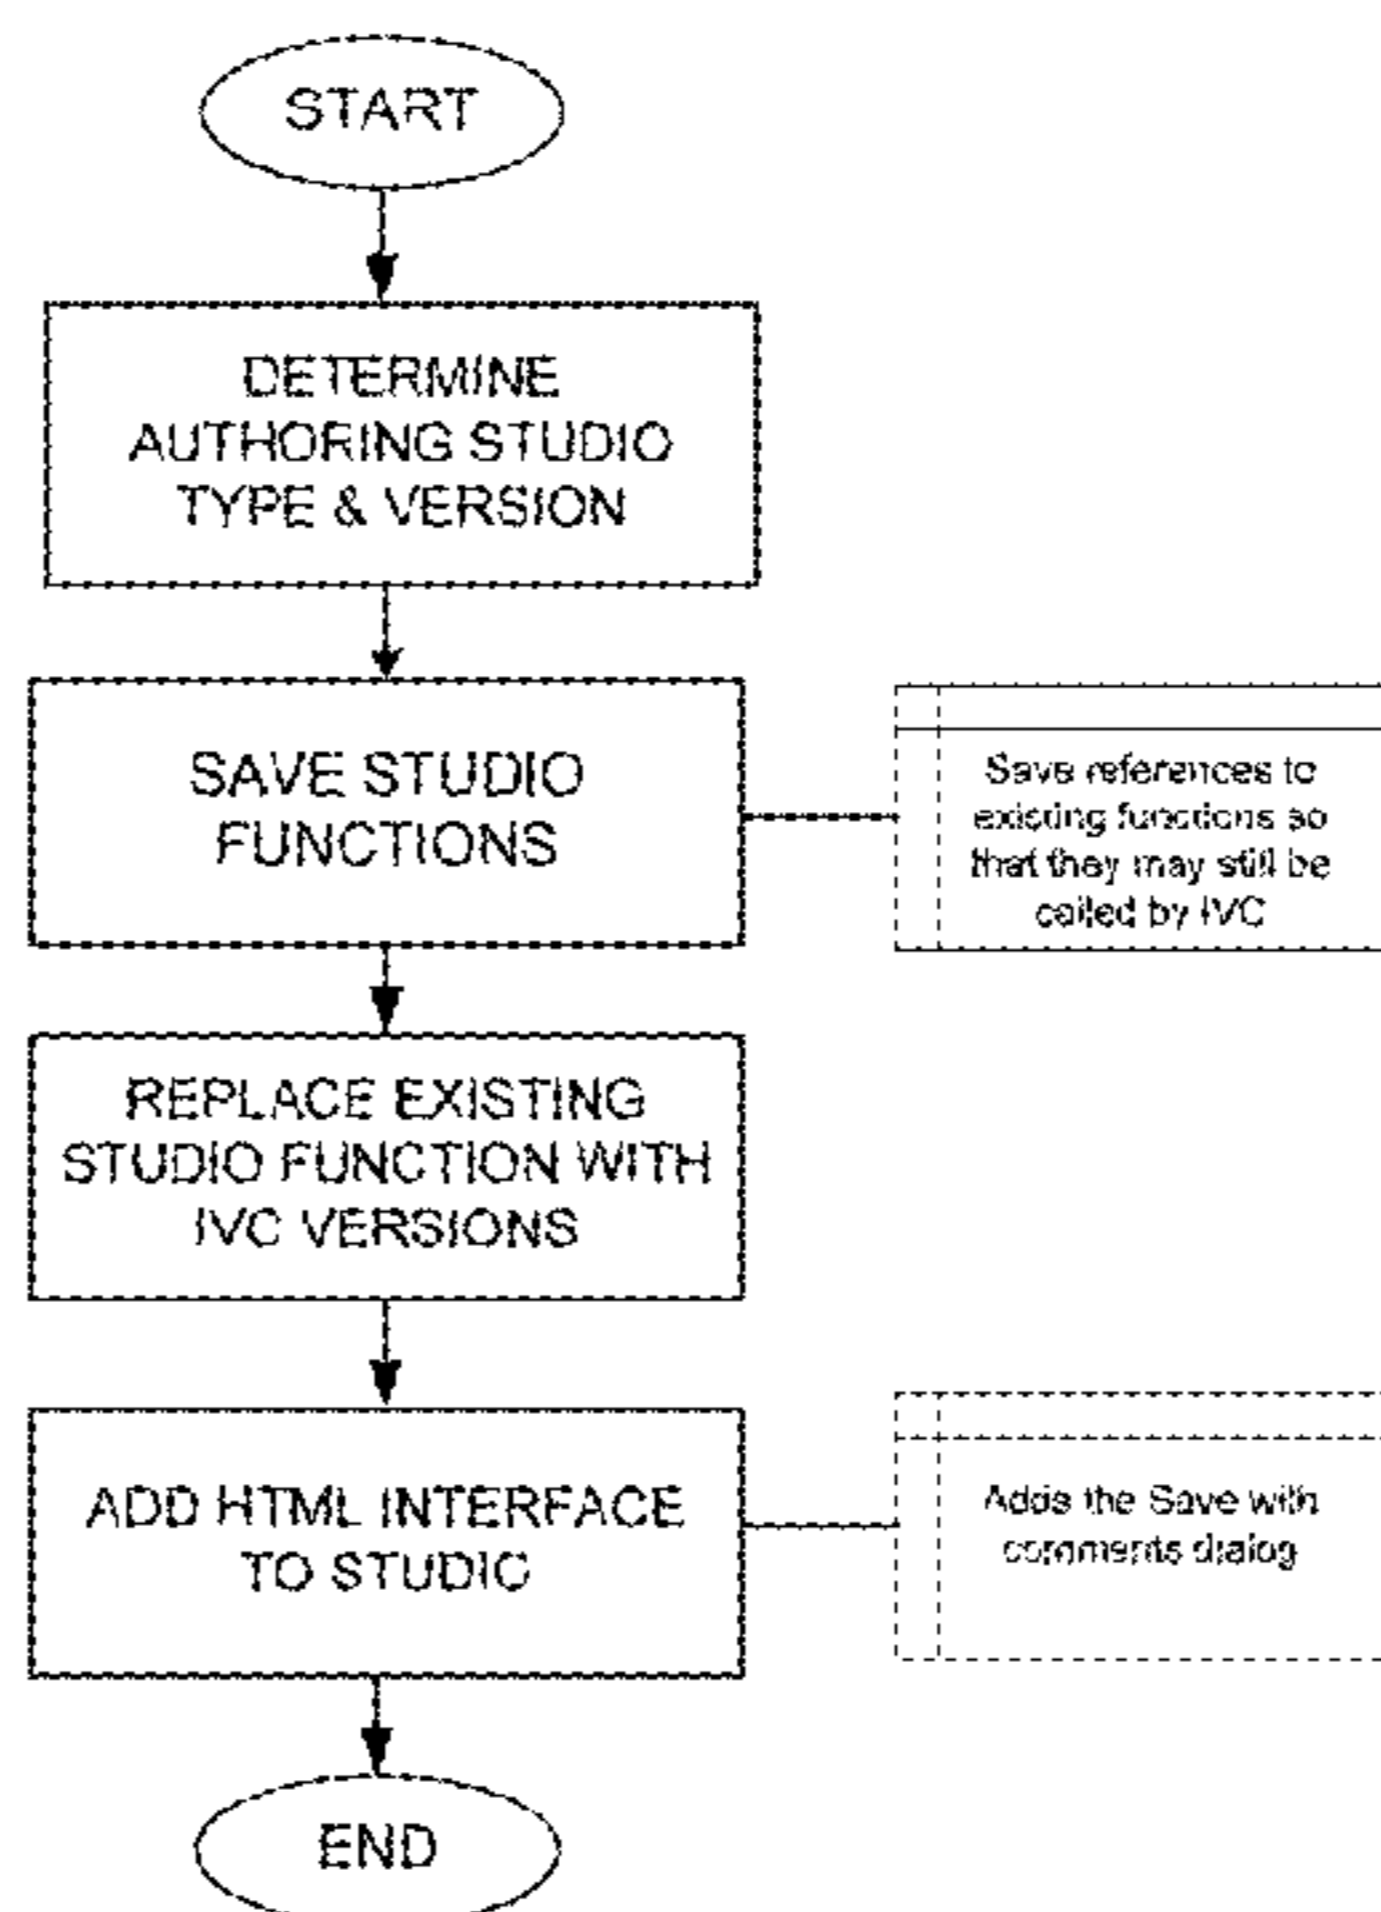 START
DETERMINE
AUTHORING STUDIO
TYPE & VERSION
SAVE STUDIO
FUNCTIONS
Save references to
existing functions so
that they may still be
called by IVC
REPLACE EXISTING
STUDIO FUNCTION WITH
IVC VERSIONS
ADD HTML INTERFACE
TO STUDIO
Adds the Save with
comments dialog
END